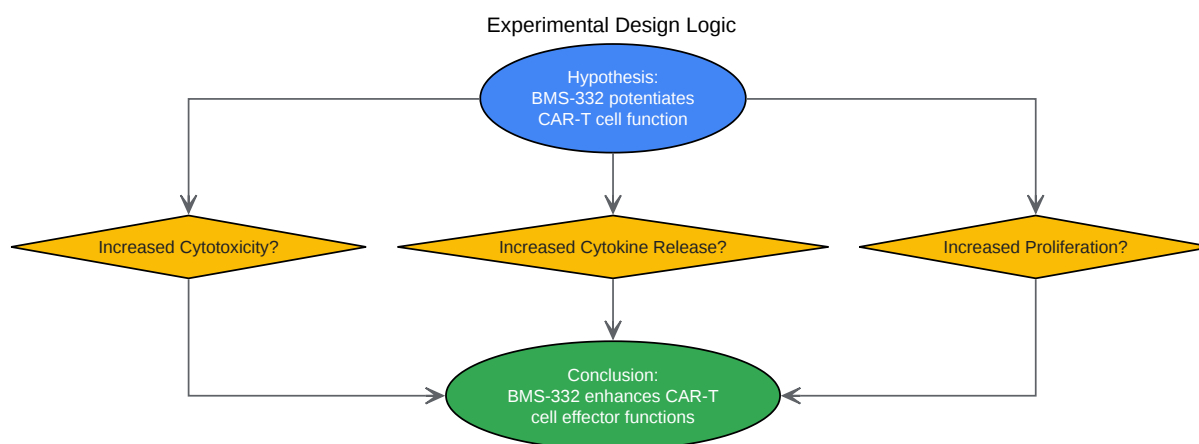 Experimental Design Logic
Hypothesis:
BMS-332 potentiates
CAR-T cell function
Increased Cytotoxicity?
Increased Cytokine Release?
Increased Proliferation?
Conclusion:
BMS-332 enhances CAR-T
cell effector functions